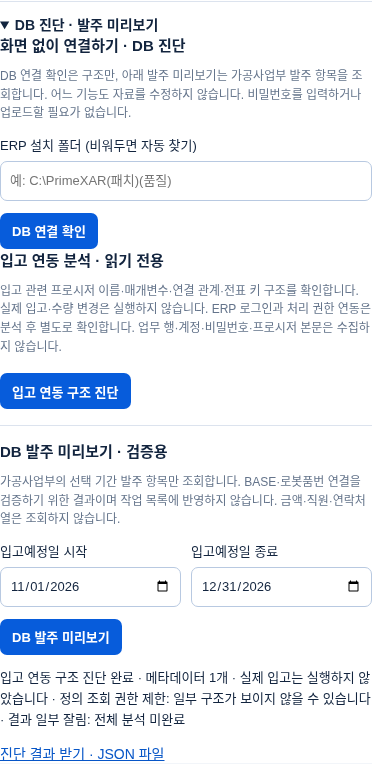 ▼ DB 진단 · 발주 미리보기
화면 없이 연결하기 · DB 진단
DB 연결 확인은 구조만, 아래 발주 미리보기는 가공사업부 발주 항목을 조
회합니다. 어느 기능도 자료를 수정하지 않습니다. 비밀번호를 입력하거나
업로드할 필요가 없습니다.
ERP 설치 폴더 (비워두면 자동 찾기)
예: C:\PrimeXAR(패치)(품질)
DB 연결 확인
입고 연동 분석 · 읽기 전용
입고 관련 프로시저 이름·매개변수·연결 관계·전표 키 구조를 확인합니다.
실제 입고·수량 변경은 실행하지 않습니다. ERP 로그인과 처리 권한 연동은
분석 후 별도로 확인합니다. 업무 행·계정·비밀번호·프로시저 본문은 수집하
지 않습니다.
입고 연동 구조 진단
DB 발주 미리보기 · 검증용
가공사업부의 선택 기간 발주 항목만 조회합니다. BASE·로봇품번 연결을
검증하기 위한 결과이며 작업 목록에 반영하지 않습니다. 금액·직원·연락처
열은 조회하지 않습니다.
입고예정일 시작 입고예정일 종료
11/01/2026 12/31/2026
DB 발주 미리보기
입고 연동 구조 진단 완료 · 메타데이터 1개 · 실제 입고는 실행하지 않
았습니다 · 정의 조회 권한 제한: 일부 구조가 보이지 않을 수 있습니다
· 결과 일부 잘림: 전체 분석 미완료
진단 결과 받기 · JSON 파일